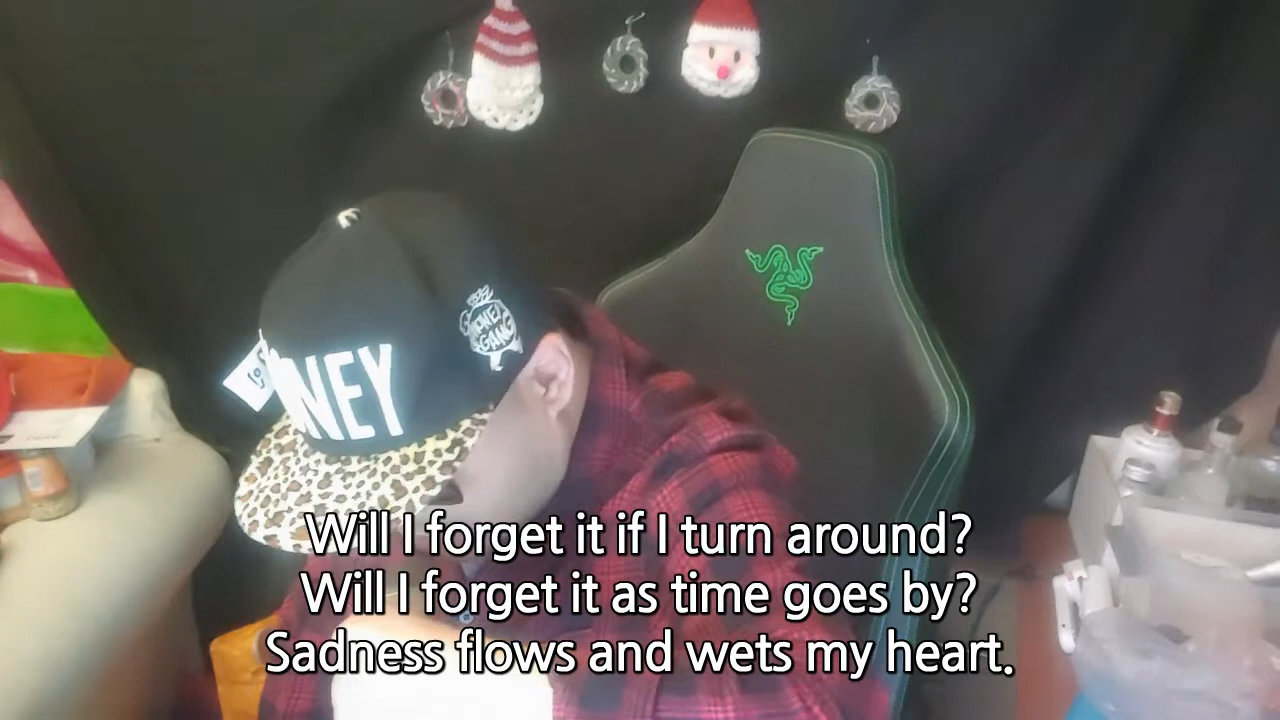 NEY
GANG
Will I forget it if I turn around?
Will I forget it as time goes by?
Sadness flows and wets my heart.